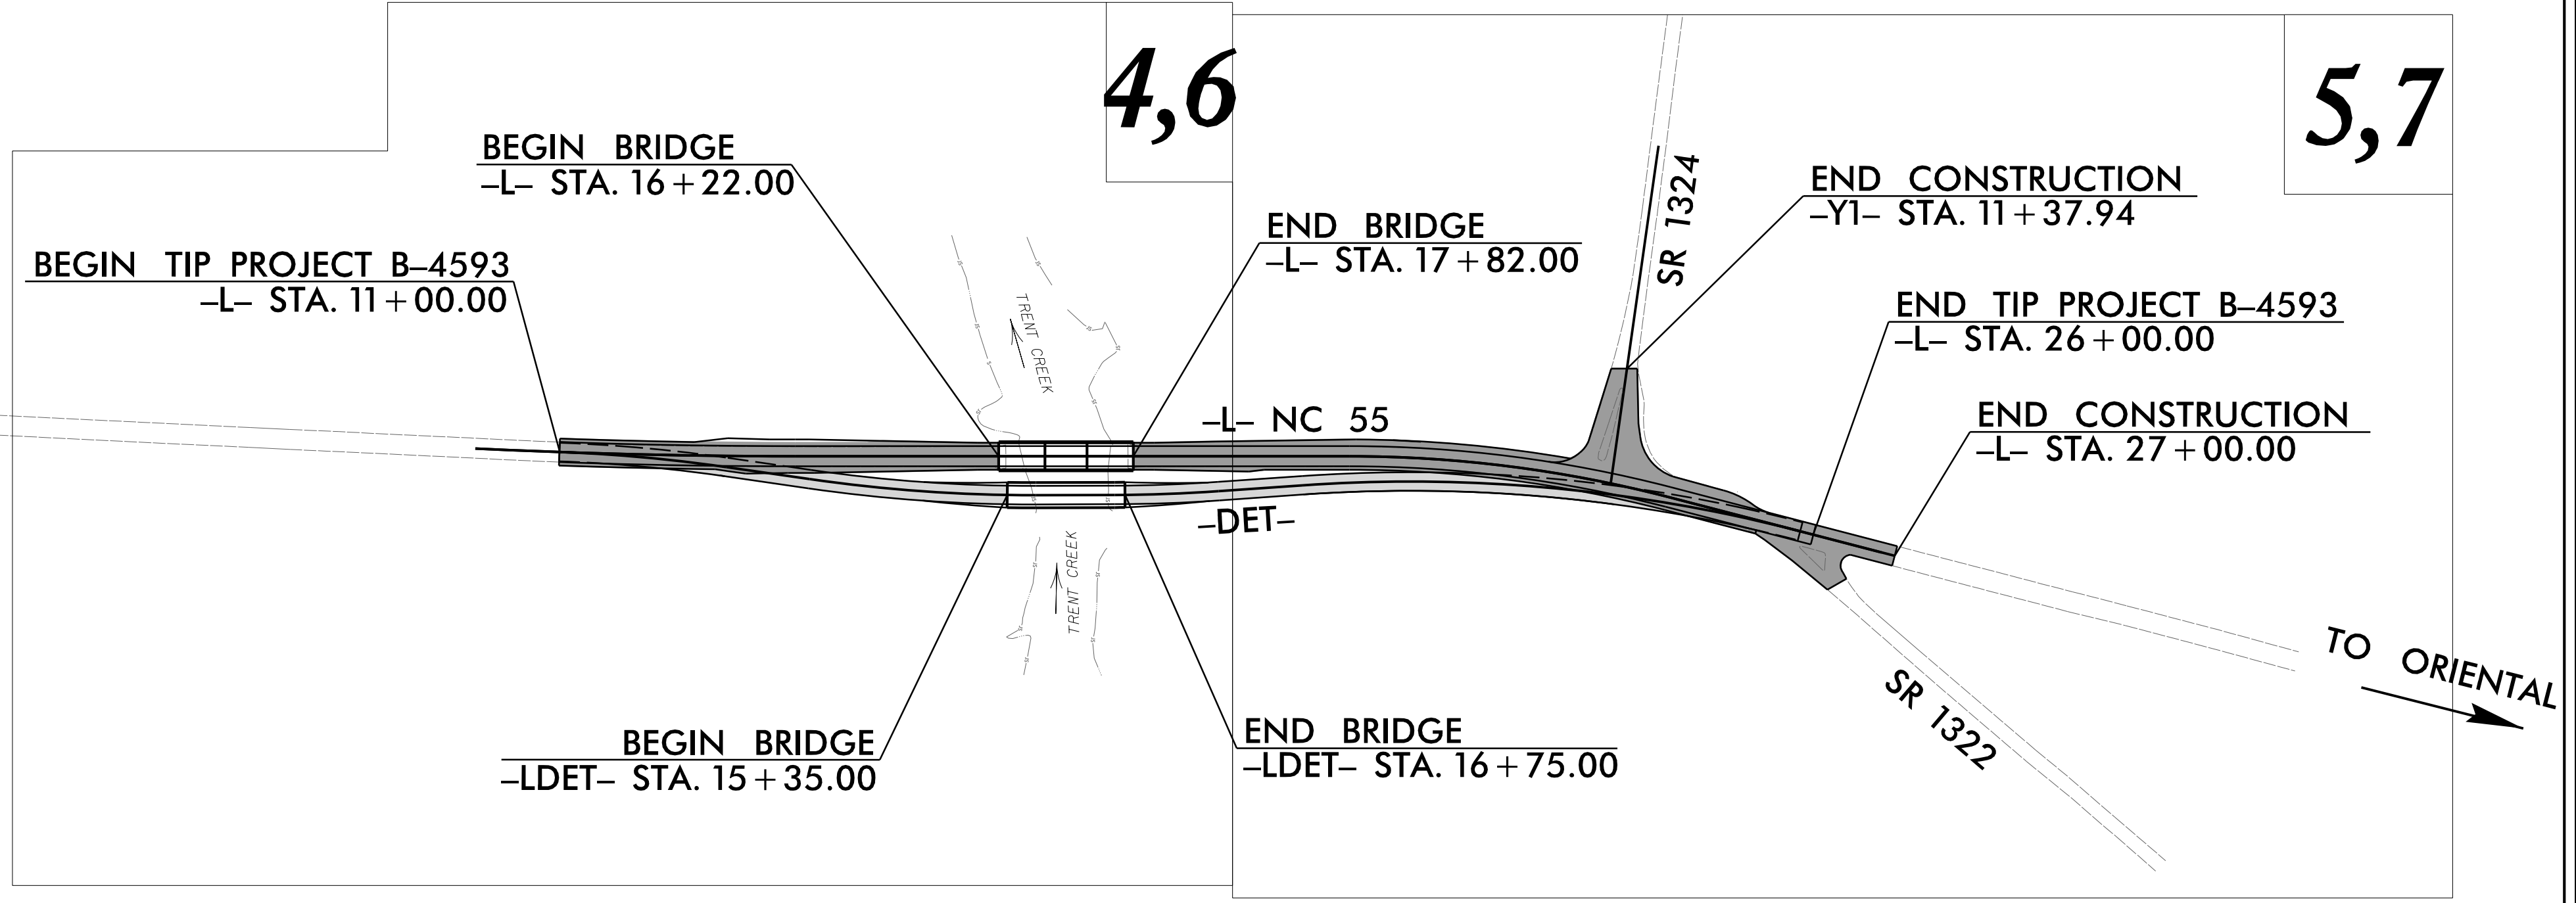 4,6
5,7
BEGIN BRIDGE
–L– STA. 16+22.00
BEGIN TIP PROJECT B–4593
–L– STA. 11+00.00
END BRIDGE
–L– STA. 17+82.00
SR 1324
END CONSTRUCTION
–Y1– STA. 11+37.94
END TIP PROJECT B–4593
–L– STA. 26+00.00
END CONSTRUCTION
–L– STA. 27+00.00
TRENT CREEK
–L– NC 55
–DET–
TRENT CREEK
BEGIN BRIDGE
–LDET– STA. 15+35.00
END BRIDGE
–LDET– STA. 16+75.00
SR 1322
TO ORIENTAL